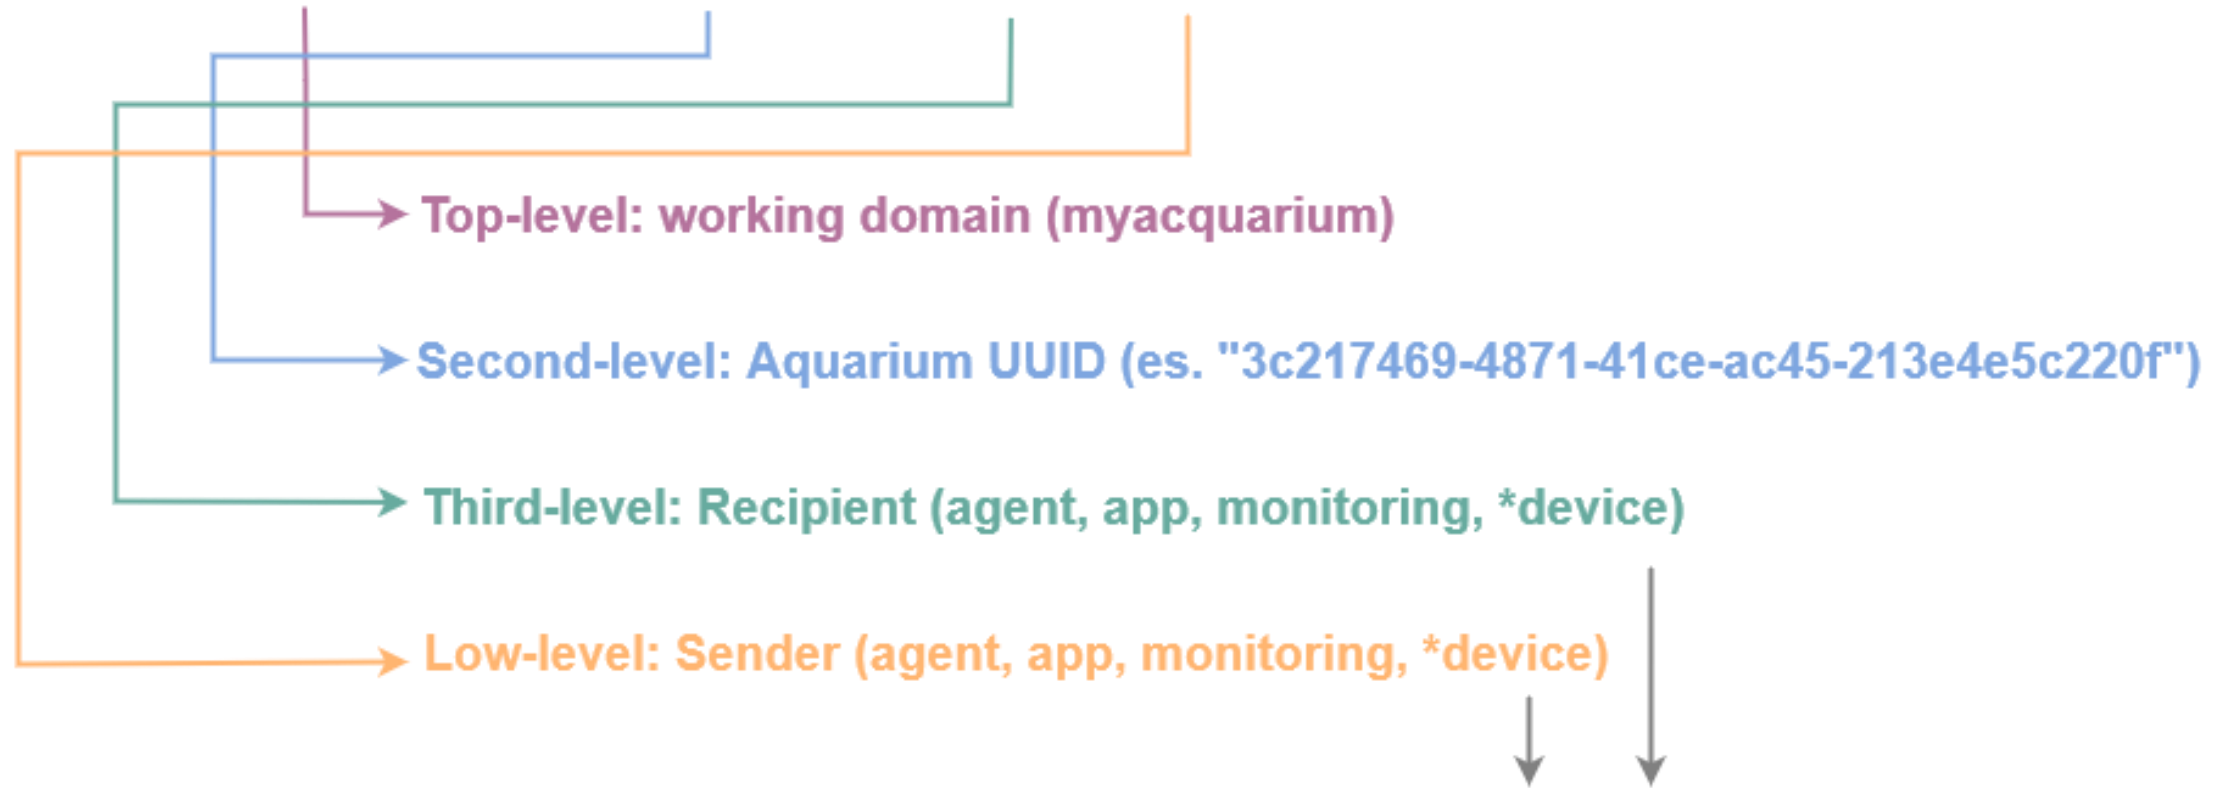 Top-level: working domain (myacquarium)
Second-level: Aquarium UUID (es. "3c217469-4871-41ce-ac45-213e4e5c220f")
Third-level: Recipient (agent, app, monitoring, *device)
Low-level: Sender (agent, app, monitoring, *device)